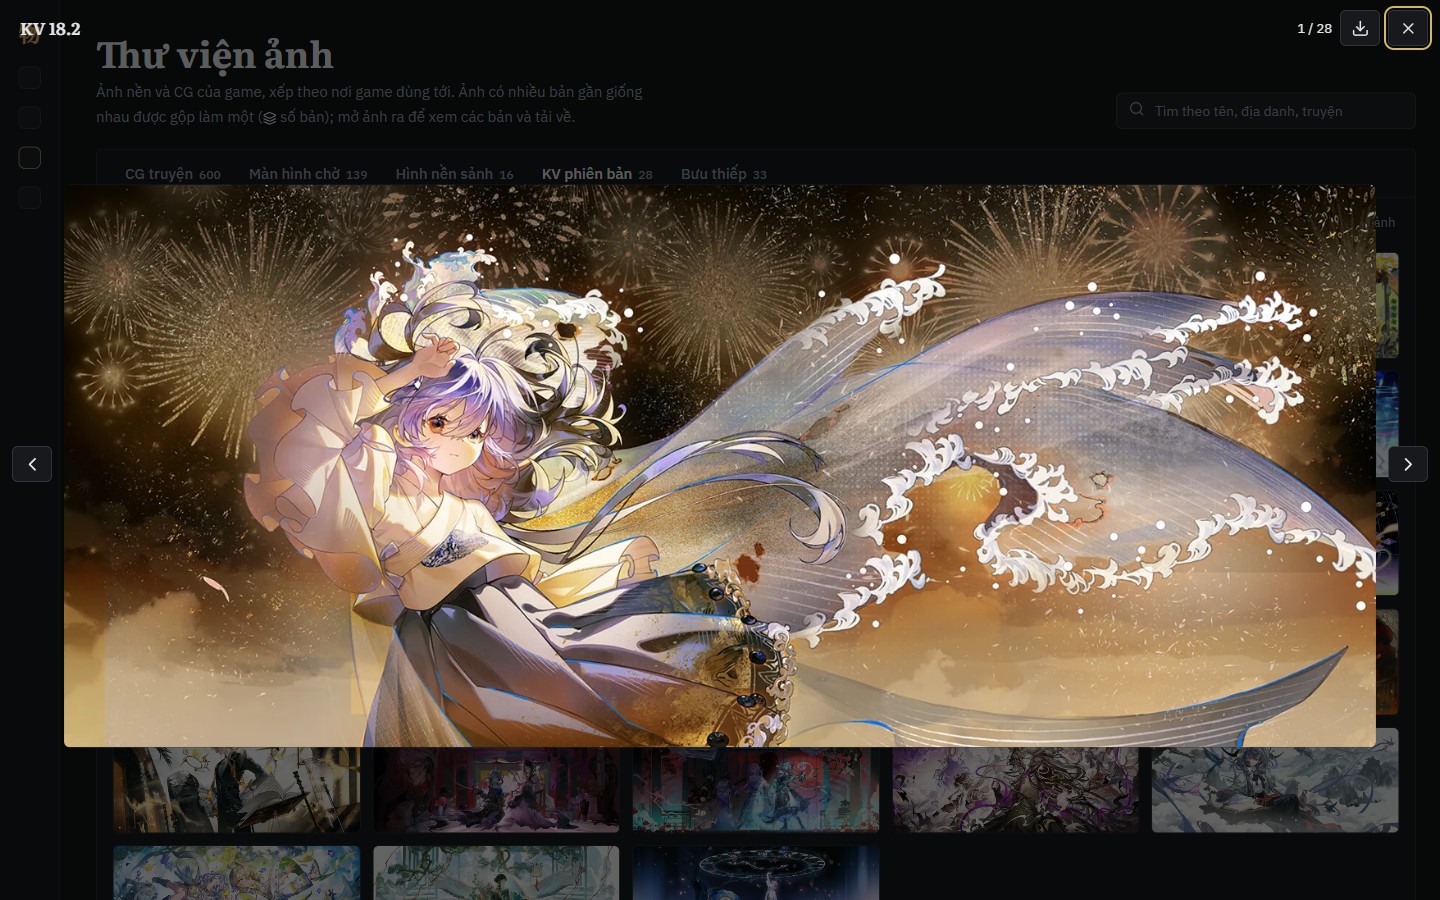 KV 18.2
1 / 28
Thư viện ảnh
Ảnh nền và CG của game, xếp theo nơi game dùng tới. Ảnh có nhiều bản gần giống
nhau được gộp làm một ( số bản); mở ảnh ra để xem các bản và tải về.
Tìm theo tên, địa danh, truyện
CG truyện 600
Màn hình chờ 139
Hình nền sảnh 16
KV phiên bản 28
Bưu thiếp 33
ảnh